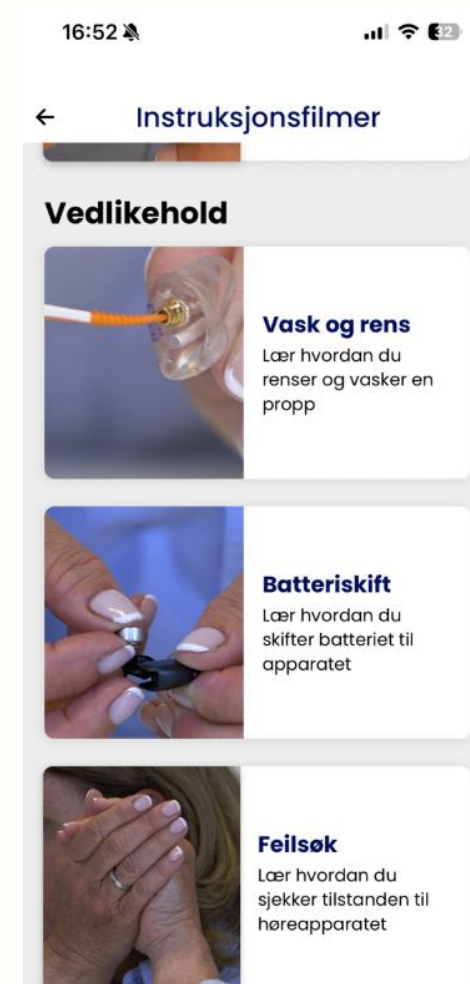 16:52
32
Instruksjonsfilmer
Vedlikehold
Vask og rens
Lær hvordan du
renser og vasker en
propp
Batteriskift
Lær hvordan du
skifter batteriet til
apparatet
Feilsøk
Lær hvordan du
sjekker tilstanden til
høreapparatet